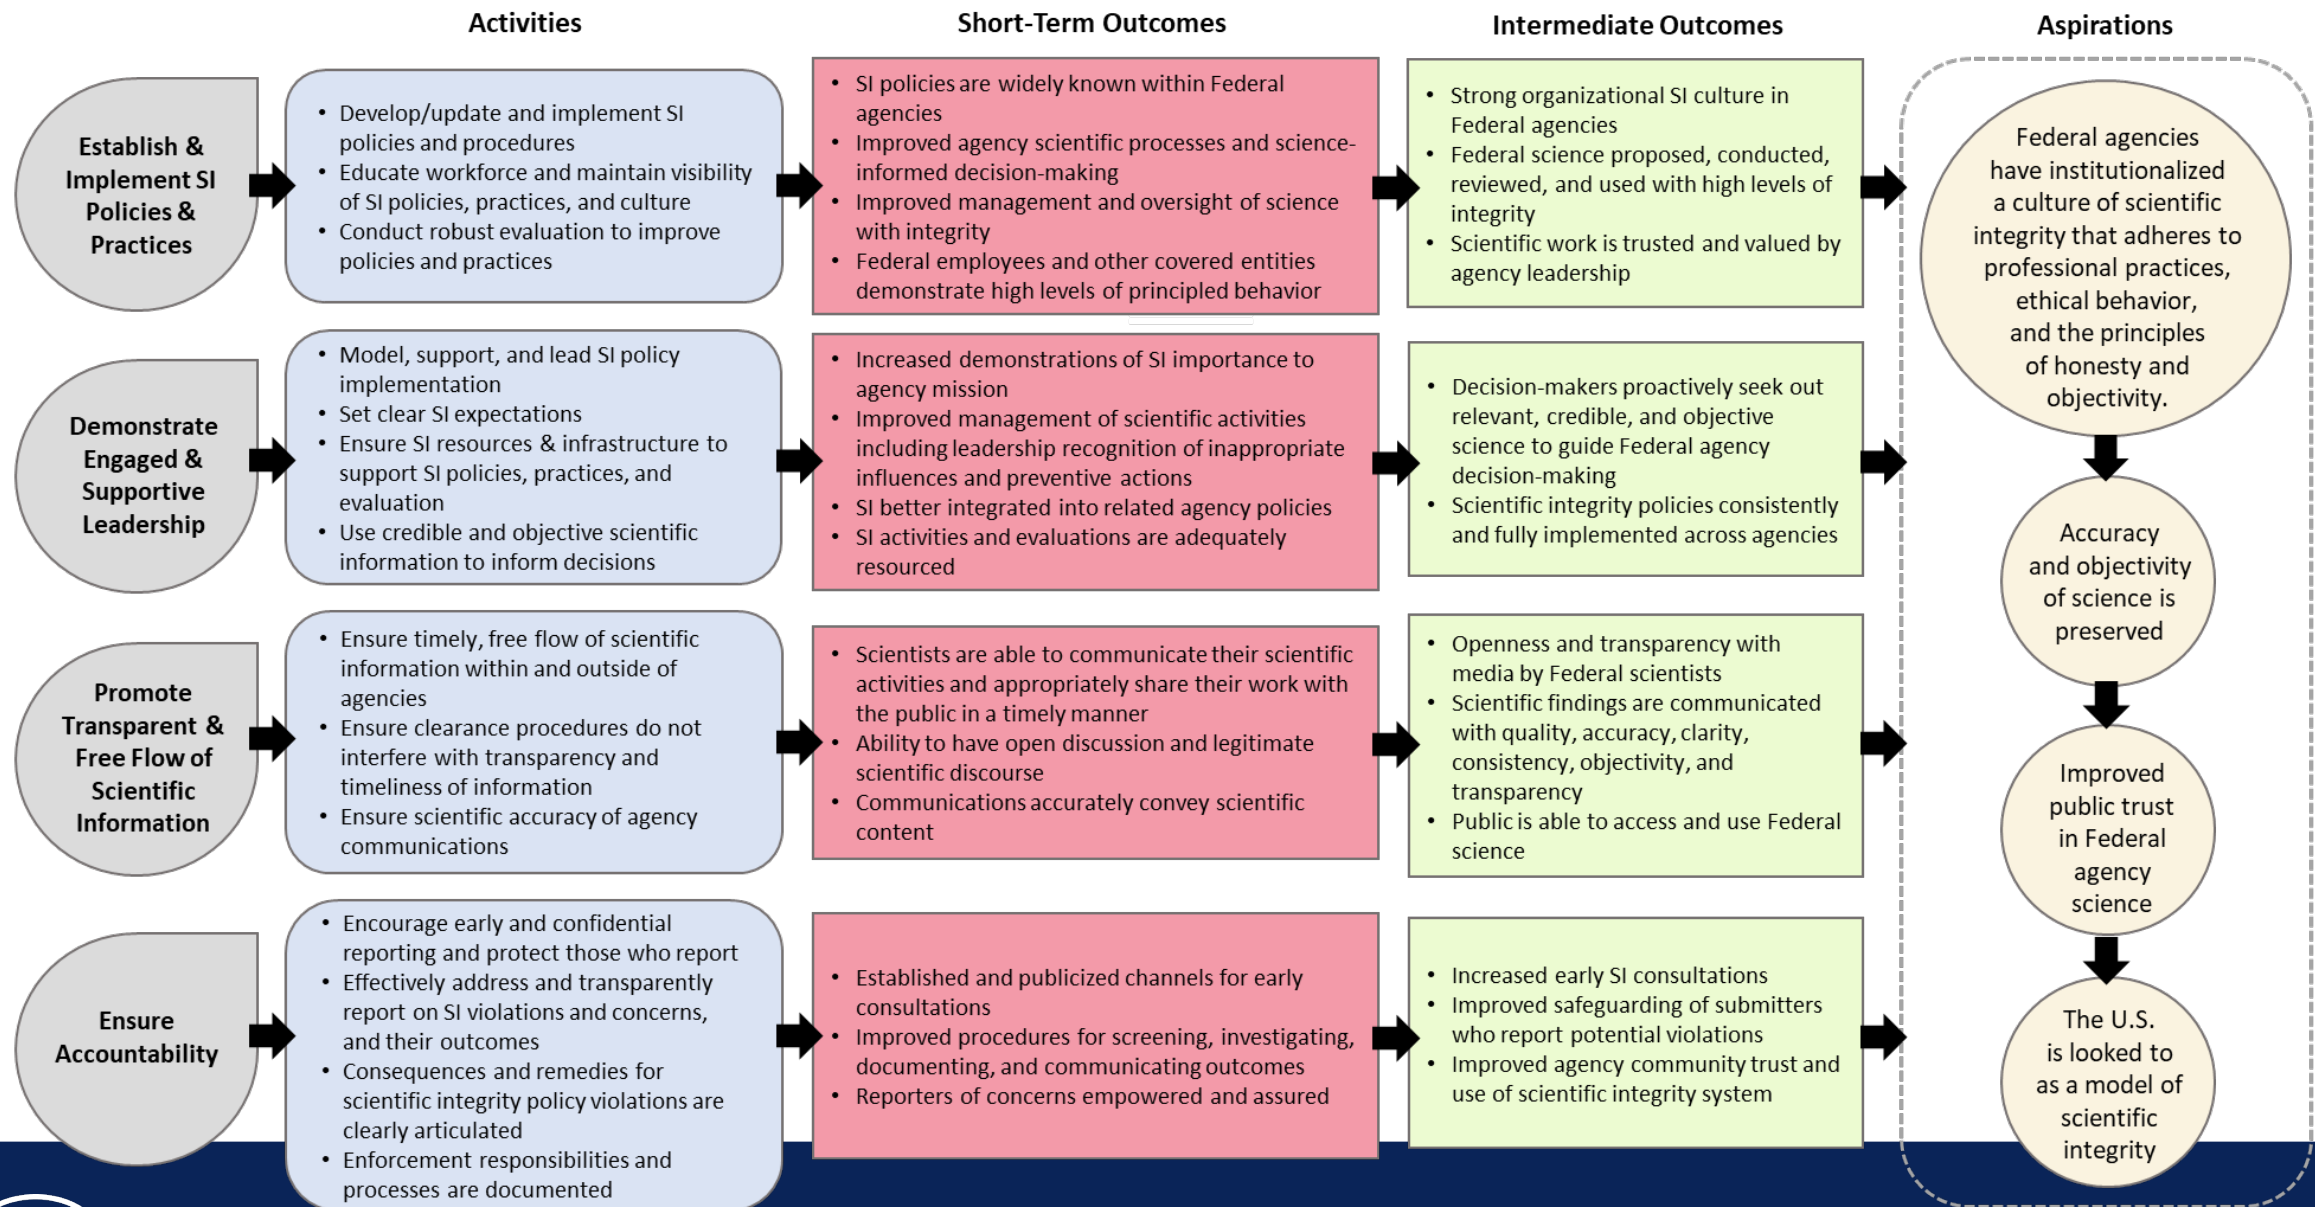 Activities
Short-Term Outcomes
Intermediate Outcomes
Aspirations
Establish &
Implement SI
Policies &
Practices
• Develop/update and implement SI
policies and procedures
• Educate workforce and maintain visibility
of SI policies, practices, and culture
• Conduct robust evaluation to improve
policies and practices
• SI policies are widely known within Federal
agencies
• Improved agency scientific processes and science-
informed decision-making
• Improved management and oversight of science
with integrity
• Federal employees and other covered entities
demonstrate high levels of principled behavior
• Strong organizational SI culture in
Federal agencies
• Federal science proposed, conducted,
reviewed, and used with high levels of
integrity
• Scientific work is trusted and valued by
agency leadership
Demonstrate
Engaged &
Supportive
Leadership
• Model, support, and lead SI policy
implementation
• Set clear SI expectations
• Ensure SI resources & infrastructure to
support SI policies, practices, and
evaluation
• Use credible and objective scientific
information to inform decisions
• Increased demonstrations of SI importance to
agency mission
• Improved management of scientific activities
including leadership recognition of inappropriate
influences and preventive actions
• SI better integrated into related agency policies
• SI activities and evaluations are adequately
resourced
• Decision-makers proactively seek out
relevant, credible, and objective
science to guide Federal agency
decision-making
• Scientific integrity policies consistently
and fully implemented across agencies
Promote
Transparent &
Free Flow of
Scientific
Information
• Ensure timely, free flow of scientific
information within and outside of
agencies
• Ensure clearance procedures do not
interfere with transparency and
timeliness of information
• Ensure scientific accuracy of agency
communications
• Scientists are able to communicate their scientific
activities and appropriately share their work with
the public in a timely manner
• Ability to have open discussion and legitimate
scientific discourse
• Communications accurately convey scientific
content
• Openness and transparency with
media by Federal scientists
• Scientific findings are communicated
with quality, accuracy, clarity,
consistency, objectivity, and
transparency
• Public is able to access and use Federal
science
Ensure
Accountability
• Encourage early and confidential
reporting and protect those who report
• Effectively address and transparently
report on SI violations and concerns,
and their outcomes
• Consequences and remedies for
scientific integrity policy violations are
clearly articulated
• Enforcement responsibilities and
processes are documented
• Established and publicized channels for early
consultations
• Improved procedures for screening, investigating,
documenting, and communicating outcomes
• Reporters of concerns empowered and assured
• Increased early SI consultations
• Improved safeguarding of submitters
who report potential violations
• Improved agency community trust and
use of scientific integrity system
Federal agencies
have institutionalized
a culture of scientific
integrity that adheres to
professional practices,
ethical behavior,
and the principles
of honesty and
objectivity.
Accuracy
and objectivity
of science is
preserved
Improved
public trust
in Federal
agency
science
The U.S.
is looked to
as a model of
scientific
integrity